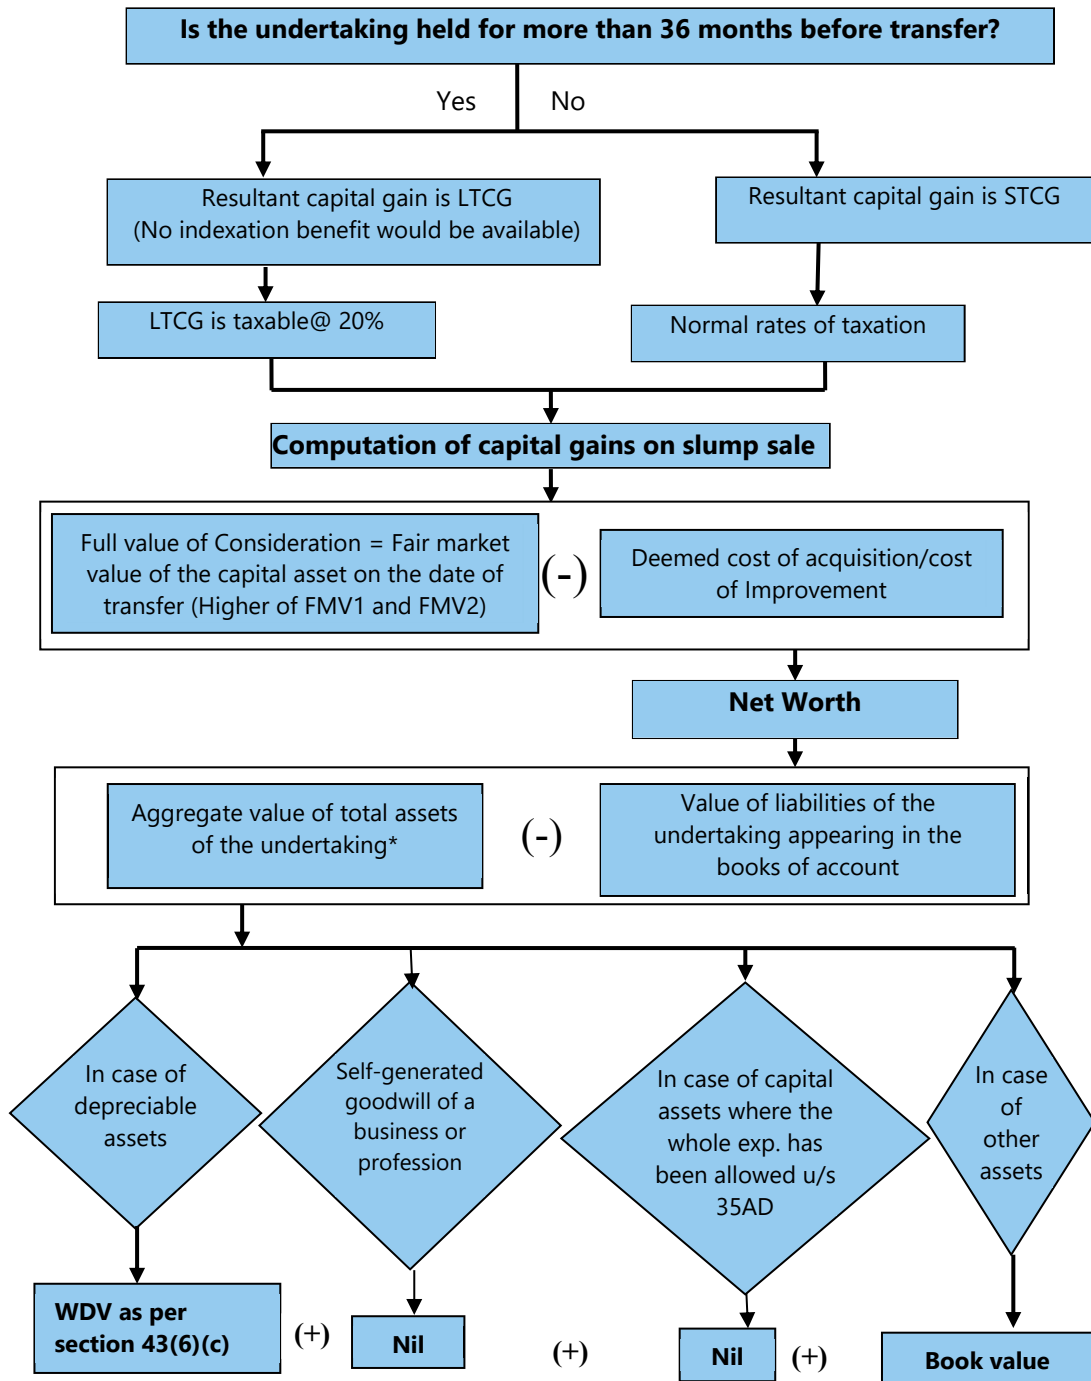 Is the undertaking held for more than 36 months before transfer?
Yes
No
Resultant capital gain is LTCG
(No indexation benefit would be available)
Resultant capital gain is STCG
LTCG is taxable@ 20%
Normal rates of taxation
Computation of capital gains on slump sale
Full value of Consideration = Fair market
value of the capital asset on the date of
transfer (Higher of FMV1 and FMV2)
(-)
Deemed cost of acquisition/cost
of Improvement
Net Worth
Aggregate value of total assets
of the undertaking*
(-)
Value of liabilities of the
undertaking appearing in the
books of account
In case of
depreciable
assets
Self-generated
goodwill of a
business or
profession
In case of capital
assets where the
whole exp. has
been allowed u/s
35AD
In case
of
other
assets
WDV as per
section 43(6)(c)
(+)
Nil
(+)
Nil
(+)
Book value